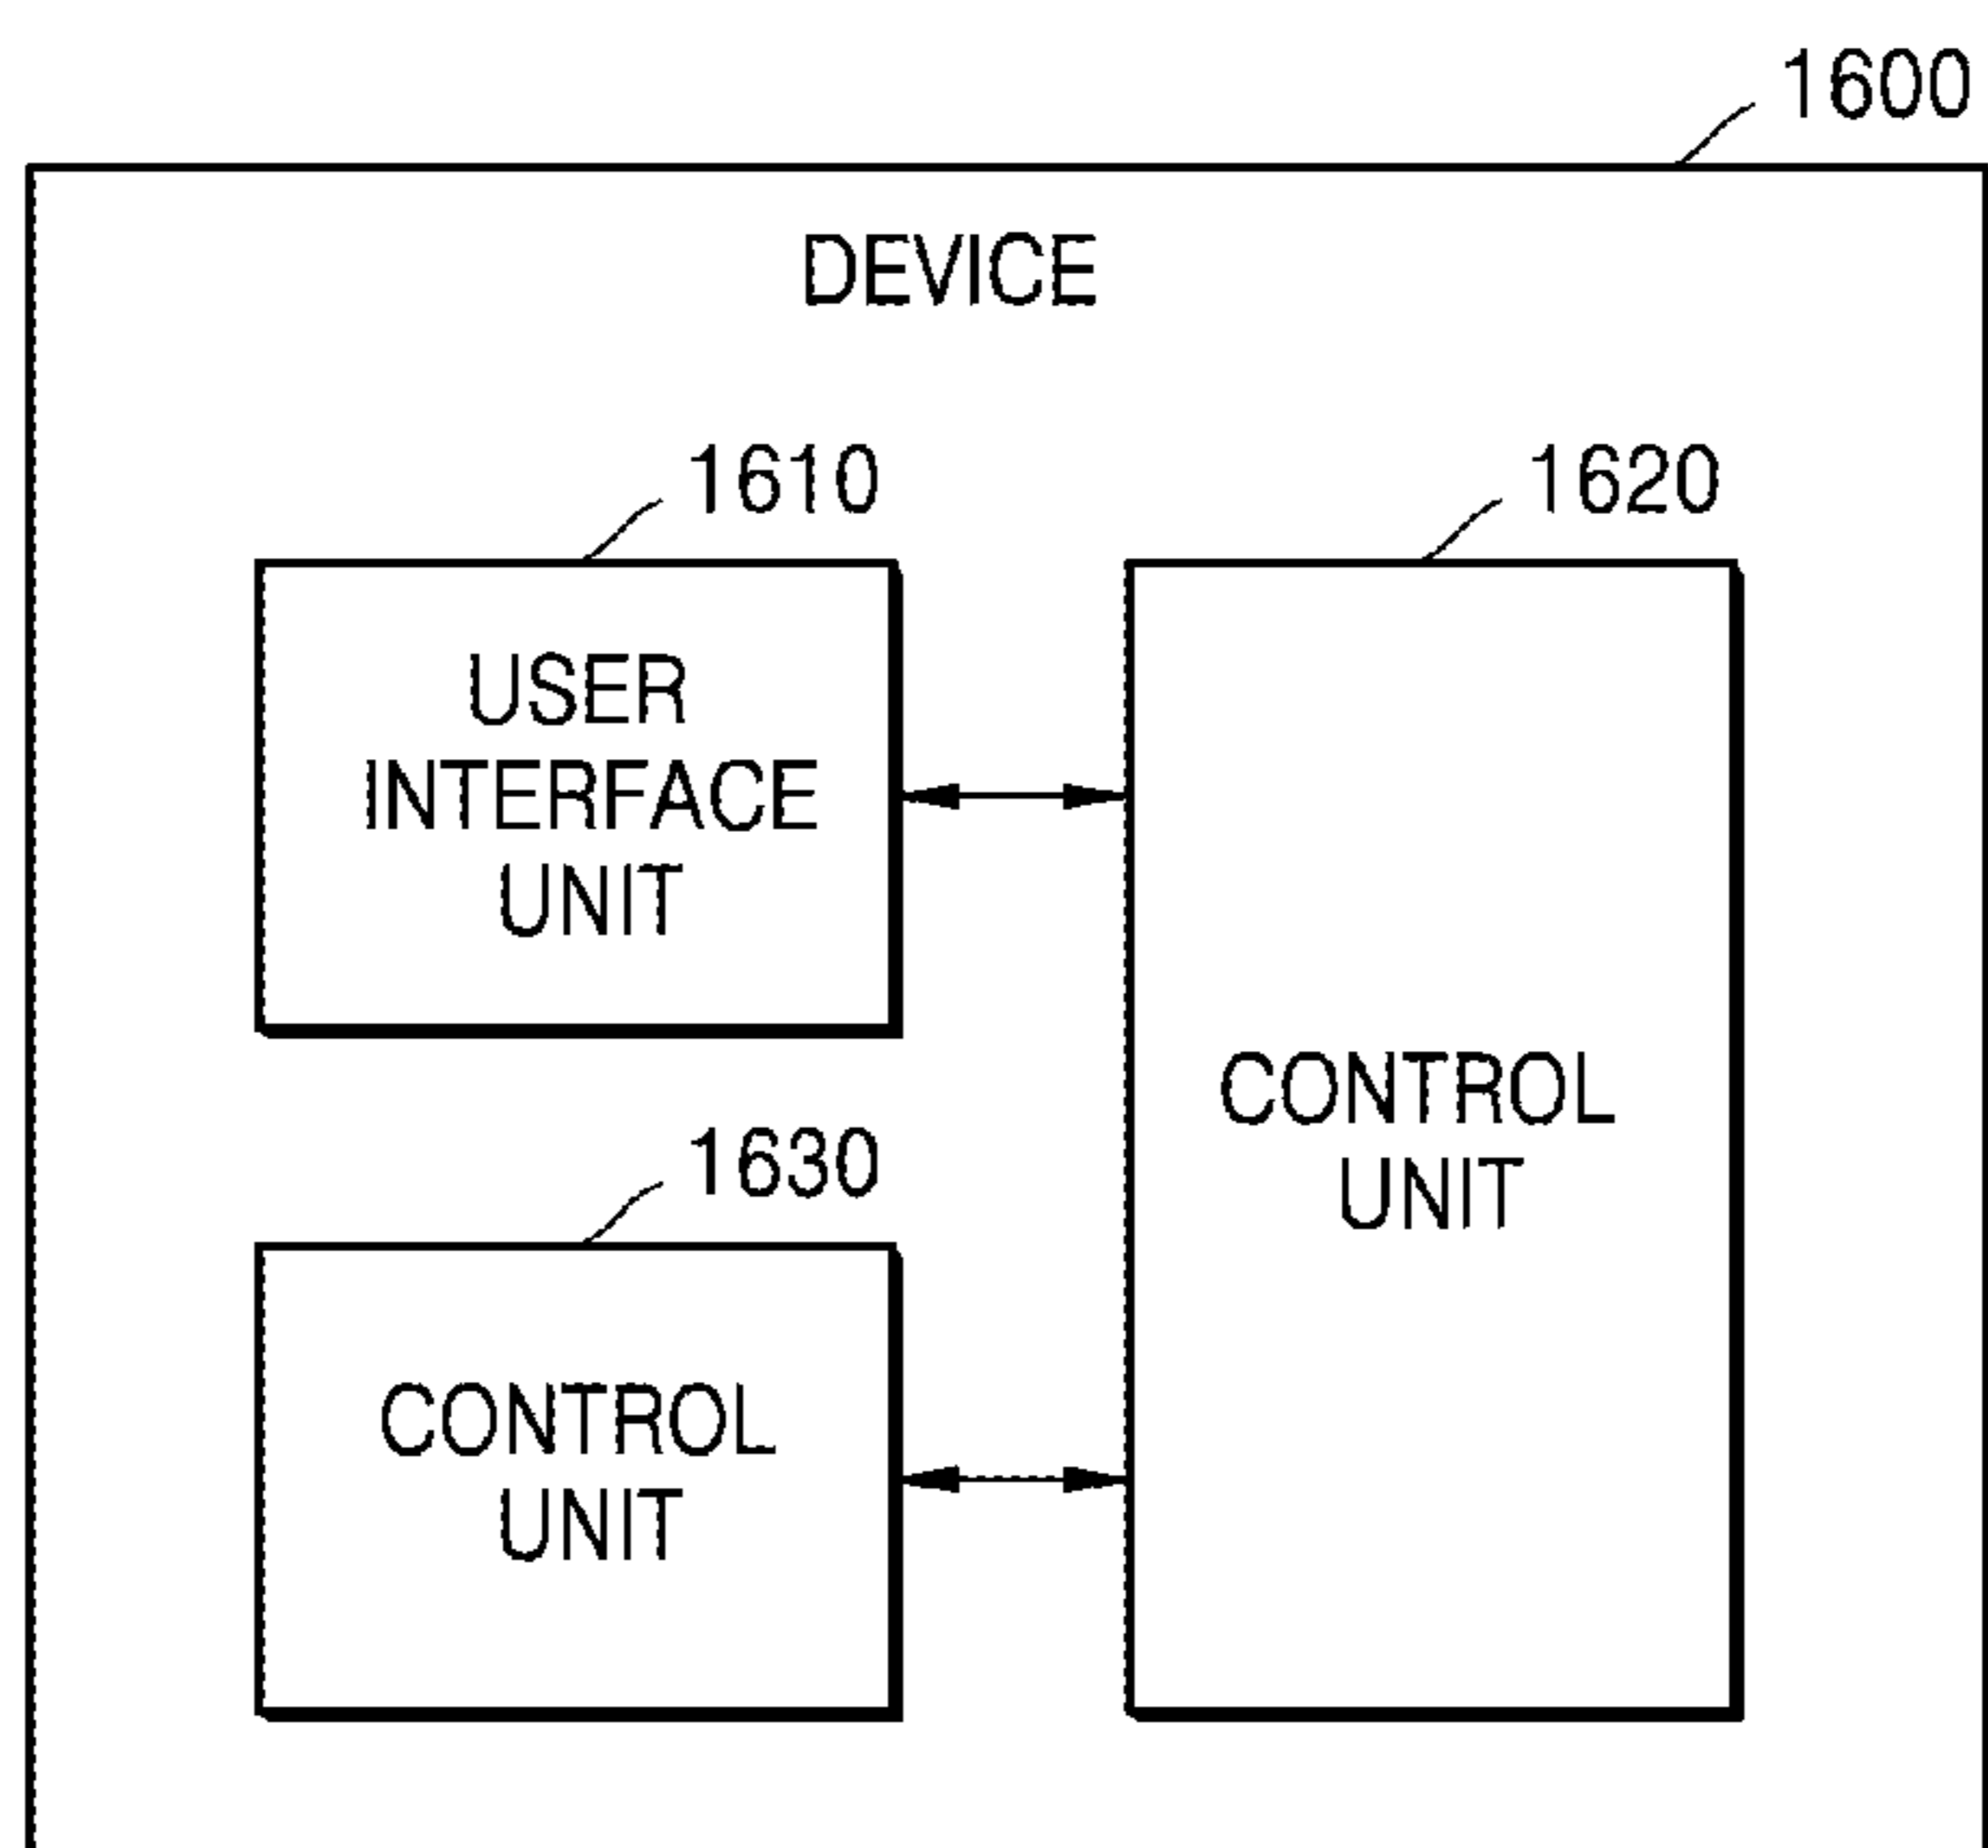 1600
DEVICE
1610
USER
INTERFACE
UNIT
1620
CONTROL
UNIT
1630
CONTROL
UNIT